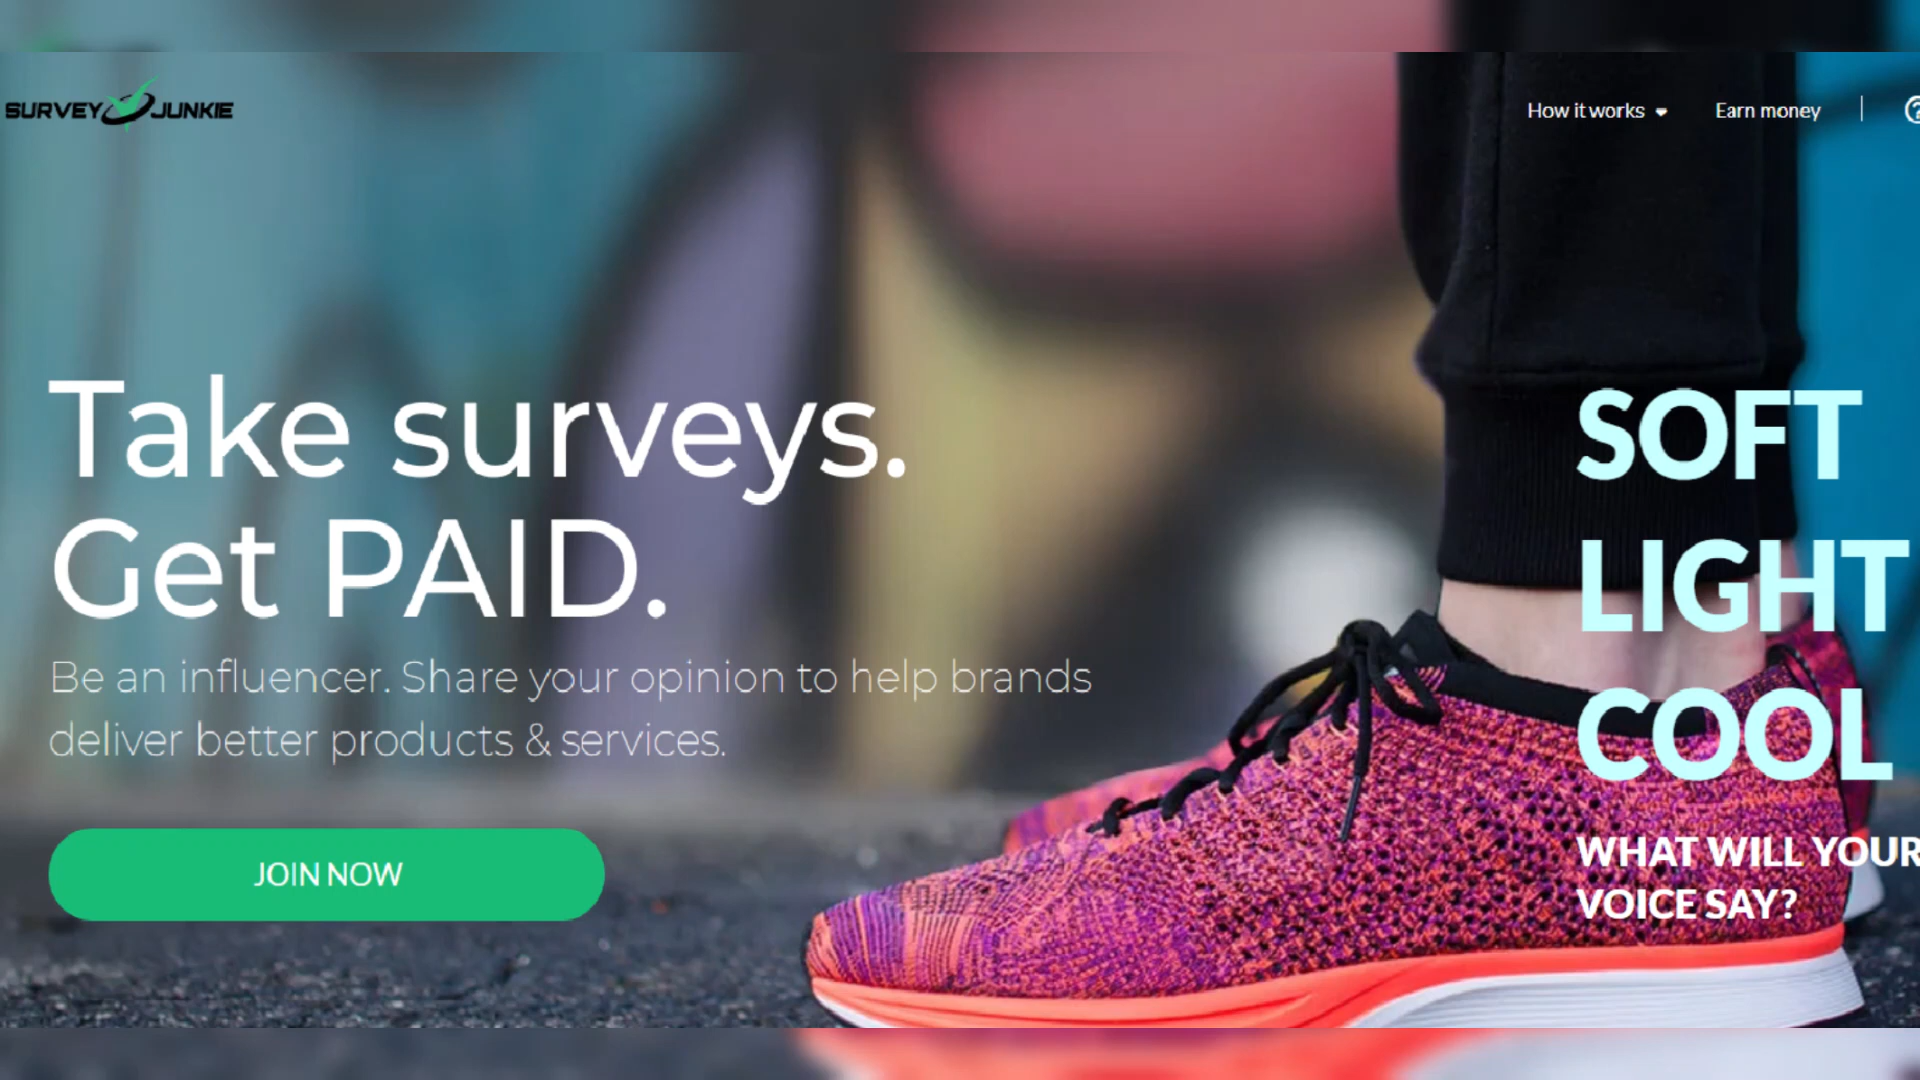 SURVEY JUNKIE
How it works
Earn money
Take surveys.
Get PAID.
Be an influencer. Share your opinion to help brands
deliver better products & services.
JOIN NOW
SOFT
LIGHT
COOL
WHAT WILL YOUR
VOICE SAY?